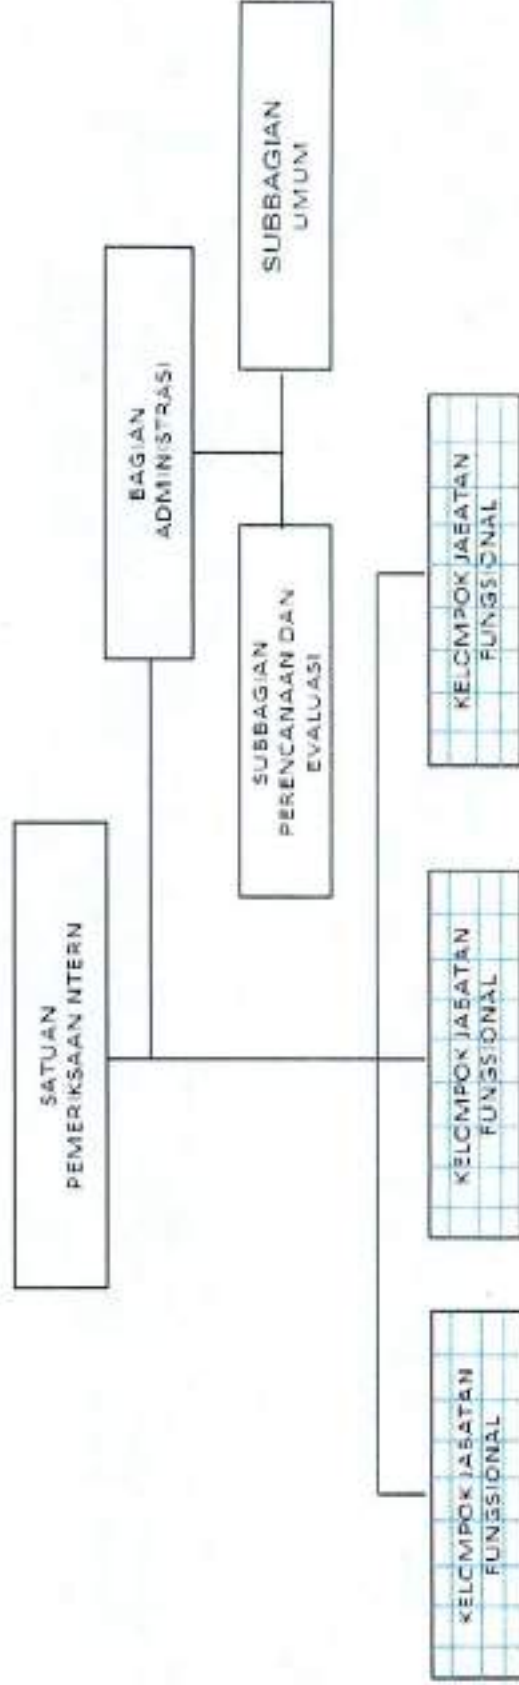 SATUAN
PEMERIKSAAN NTERN
BAGIAN
ADMINISTRASI
SUBBAGIAN
PERENCANAAN DAN
EVALUASI
SUBBAGIAN
UMUM
KELOMPOK JABATAN
FUNGSIONAL
KELOMPOK JABATAN
FUNGSIONAL
KELOMPOK JABATAN
FUNGSIONAL